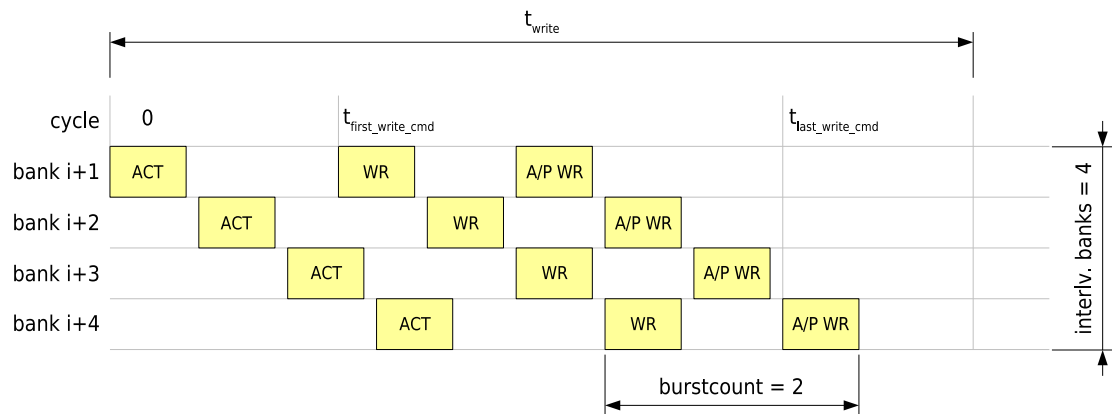 t_write
cycle 0 t_first_write_cmd t_last_write_cmd
bank i+1 ACT WR A/P WR
bank i+2 ACT WR A/P WR
bank i+3 ACT WR A/P WR
bank i+4 ACT WR A/P WR
burstcount = 2
interlv. banks = 4